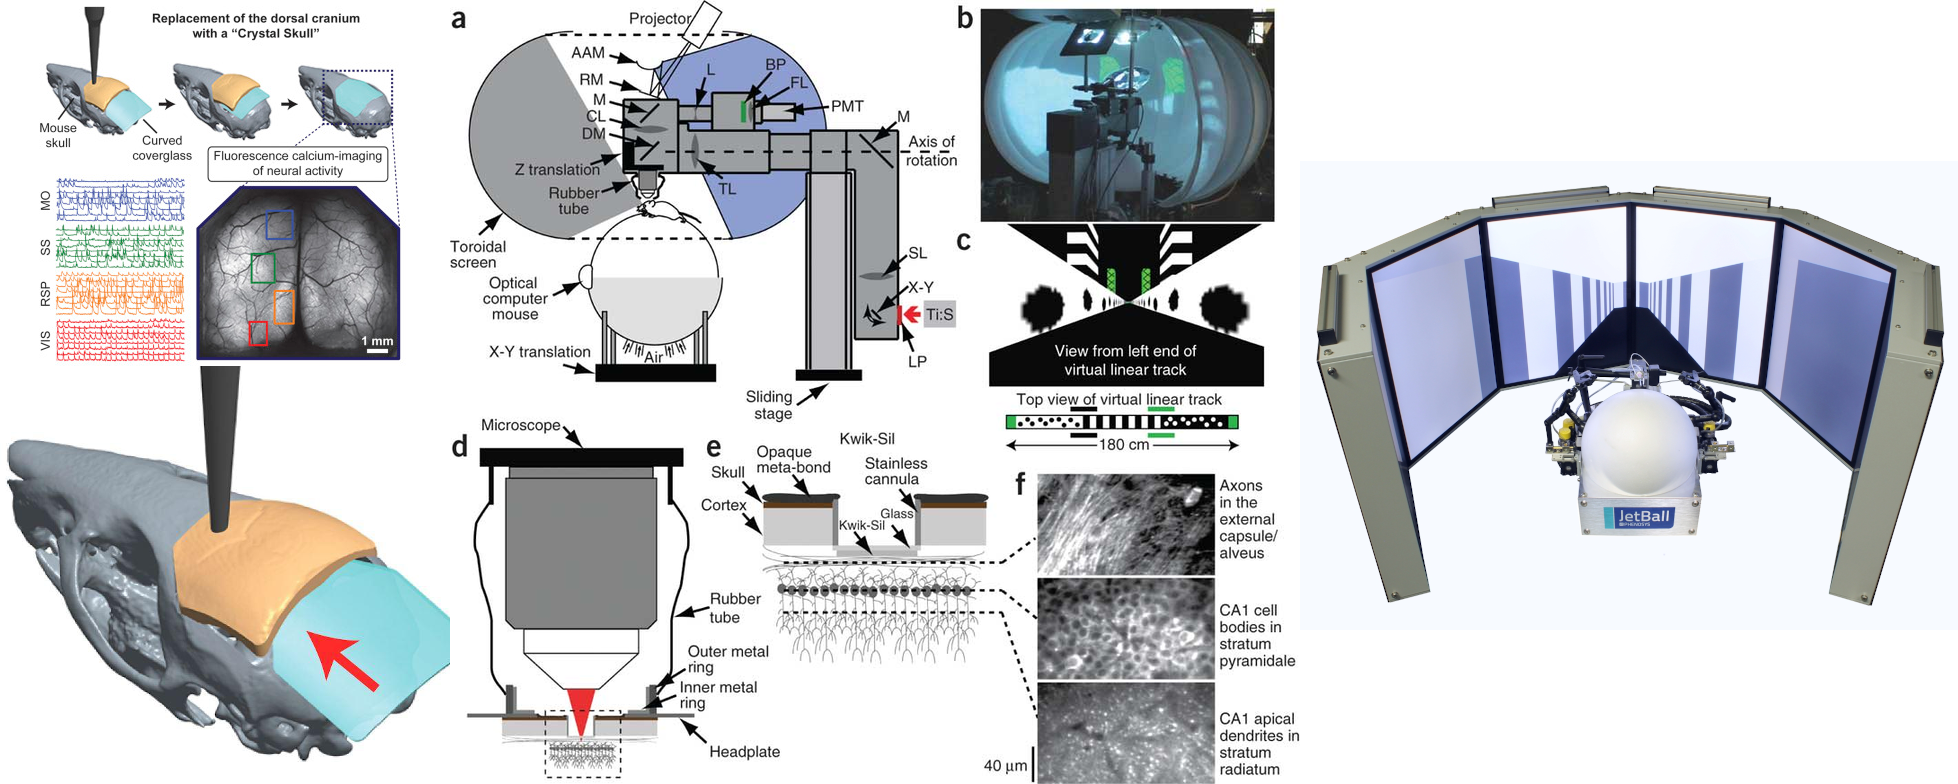 Replacement of the dorsal cranium
with a “Crystal Skull”
Mouse
skull
Curved
coverglass
Fluorescence calcium-imaging
of neural activity
MO
SS
RSP
VIS
1 mm
a
Projector
AAM
RM
M
CL
DM
L
BP
FL
PMT
M
Axis of
rotation
Z translation
Rubber
tube
TL
Toroidal
screen
Optical
computer
mouse
SL
X-Y
Ti:S
LP
X-Y translation
Air
Sliding
stage
b
c
View from left end of
virtual linear track
Top view of virtual linear track
180 cm
d
Microscope
Rubber
tube
Outer metal
ring
Inner metal
ring
Headplate
e
Kwik-Sil
Opaque
meta-bond
Stainless
cannula
Skull
Cortex
Glass
Kwik-Sil
f
Axons
in the
external
capsule/
alveus
CA1 cell
bodies in
stratum
pyramidale
CA1 apical
dendrites in
stratum
radiatum
40 µm
JetBall
PHENOSYS